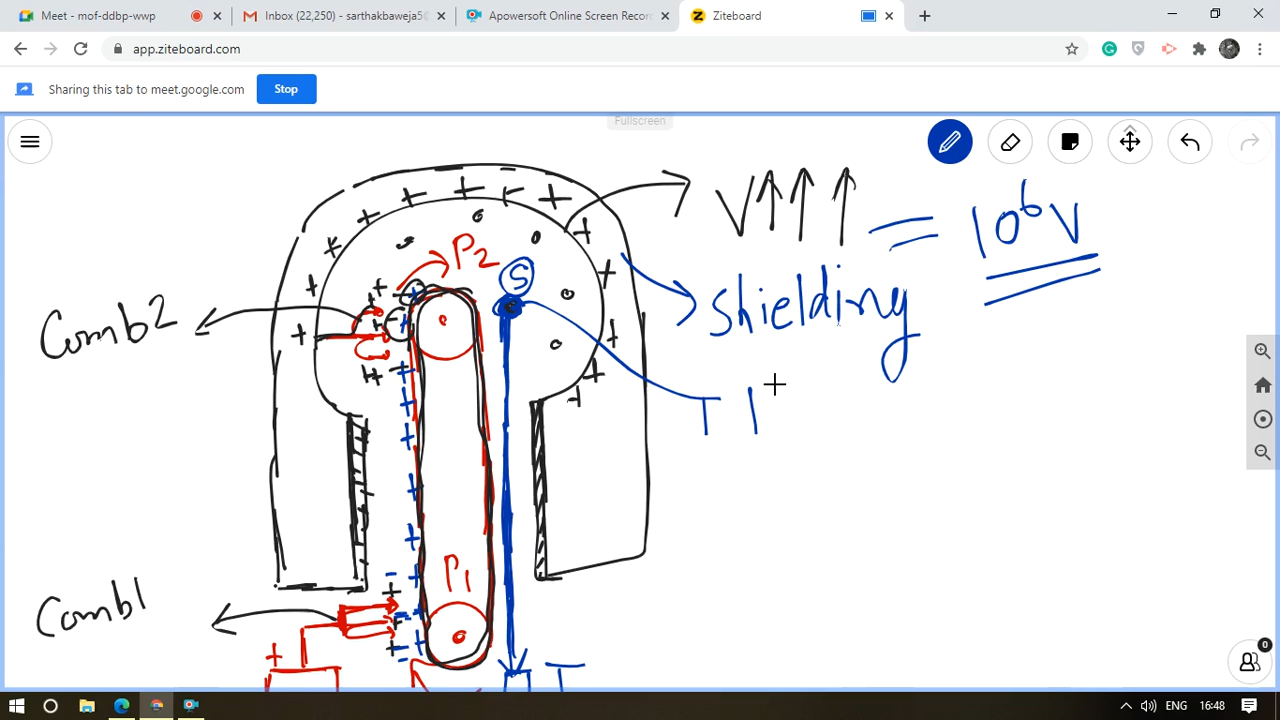 Meet - mof-ddbp-wwp
Inbox (22,250) - sarthakbaweja5
Apowersoft Online Screen Recor
Ziteboard
app.ziteboard.com
Sharing this tab to meet.google.com
Stop
Fullscreen
V↑↑↑ = 10⁶V
P2
S
Comb2
Shielding
T I
P1
Comb1
T
0
ENG
16:48